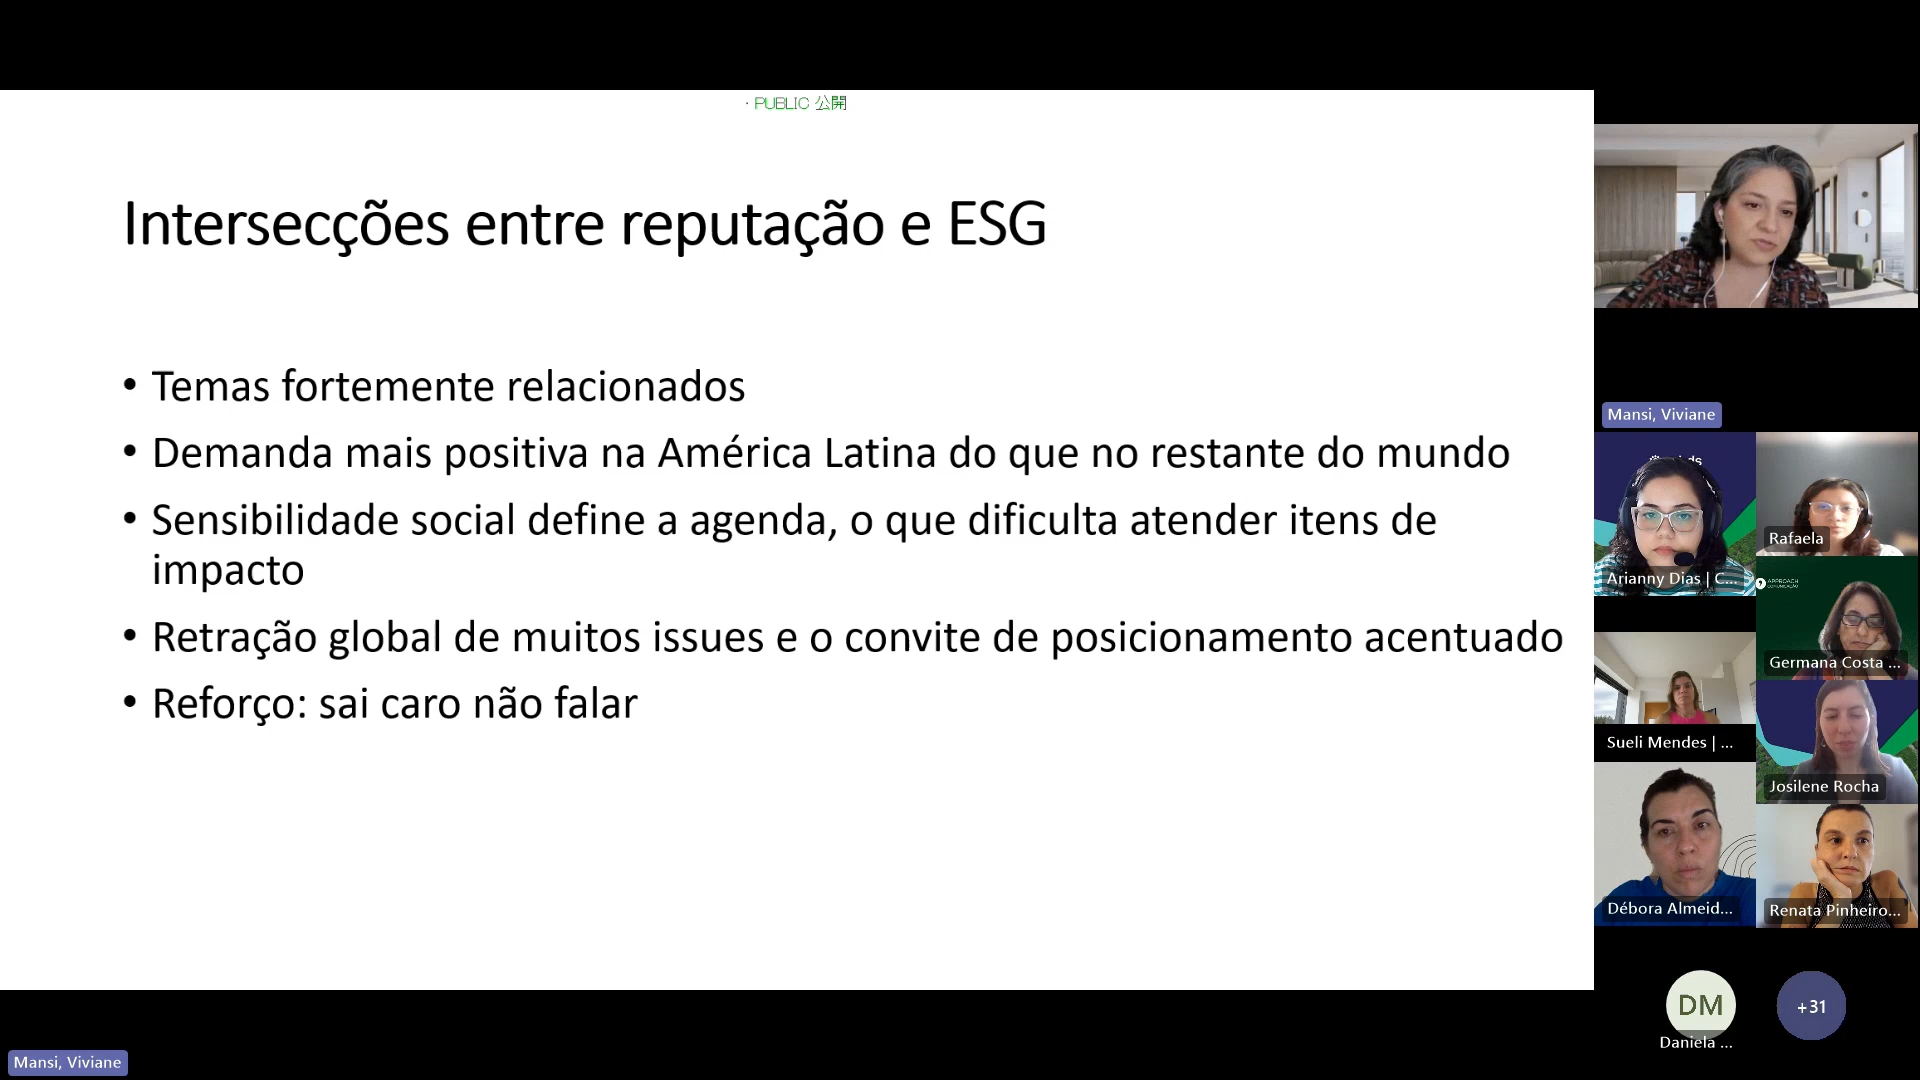 · PUBLIC 公開
Intersecções entre reputação e ESG
• Temas fortemente relacionados
• Demanda mais positiva na América Latina do que no restante do mundo
• Sensibilidade social define a agenda, o que dificulta atender itens de
impacto
• Retração global de muitos issues e o convite de posicionamento acentuado
• Reforço: sai caro não falar
Mansi, Viviane
Arianny Dias | C...
Rafaela
APPROACH
Germana Costa ...
Sueli Mendes | ...
Josilene Rocha
Débora Almeid...
Renata Pinheiro...
DM
Daniela ...
+31
Mansi, Viviane